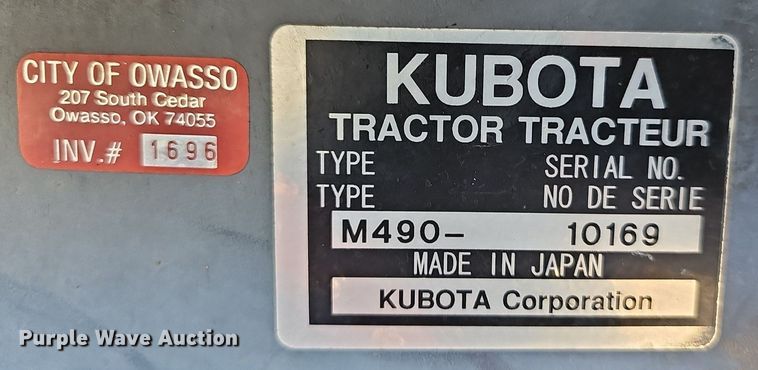 CITY OF OWASSO
207 South Cedar
Owasso, OK 74055
INV.# 1696
KUBOTA
TRACTOR TRACTEUR
TYPE SERIAL NO.
TYPE NO DE SERIE
M490- 10169
MADE IN JAPAN
KUBOTA Corporation
Purple Wave Auction